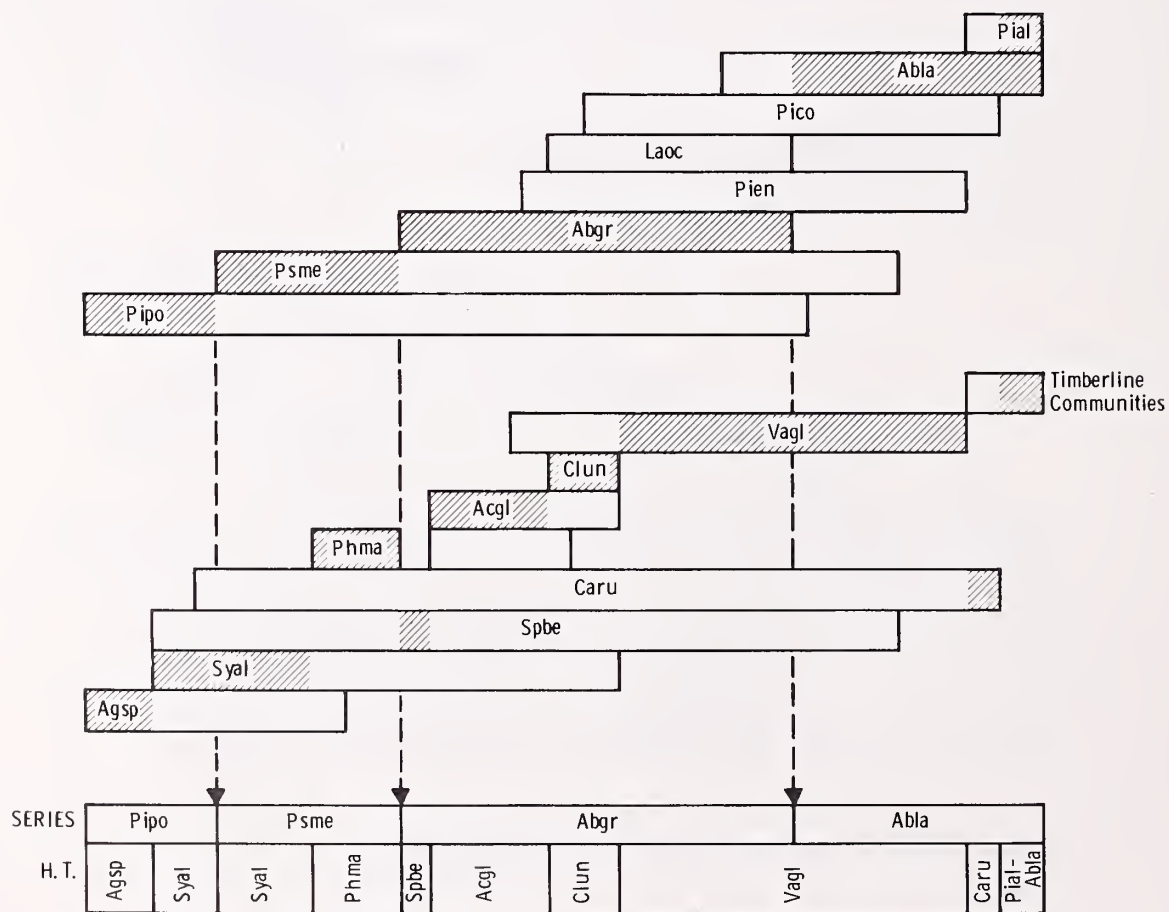 Pial
Abla
Pico
Laoc
Pien
Abgr
Psme
Pipo
Timberline
Communities
Vagl
Clun
Acgl
Phma
Caru
Spbe
Syal
Agsp
SERIES Pipo Psme Abgr Abla
H. T. Agsp Syal Syal Phma Spbe Acgl Clun Vagl Caru Pial-
Abla